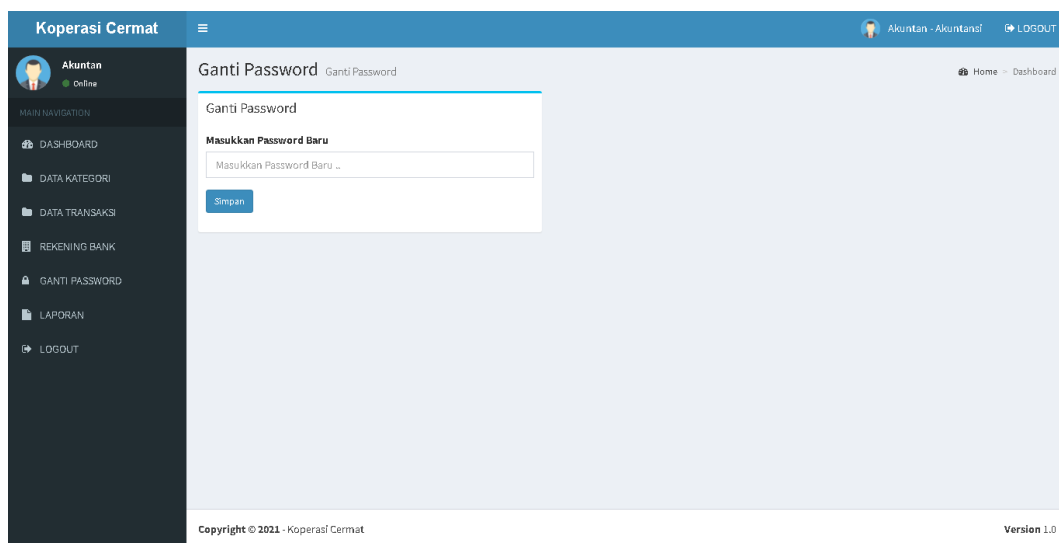 Koperasi Cermat
Akuntan - Akuntansi
LOGOUT
Akuntan
Online
MAIN NAVIGATION
DASHBOARD
DATA KATEGORI
DATA TRANSAKSI
REKENING BANK
GANTI PASSWORD
LAPORAN
LOGOUT
Ganti Password Ganti Password
Home > Dashboard
Ganti Password
Masukkan Password Baru
Masukkan Password Baru ..
Simpan
Copyright © 2021 - Koperasi Cermat
Version 1.0